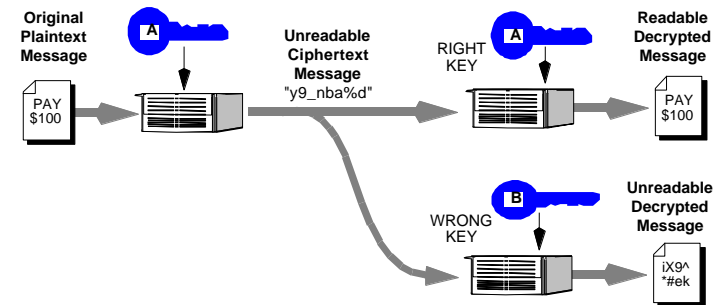 Original
Plaintext
Message
PAY
$100
A
Unreadable
Ciphertext
Message
"y9_nba%d"
RIGHT
KEY
A
Readable
Decrypted
Message
PAY
$100
WRONG
KEY
B
Unreadable
Decrypted
Message
iX9^
*#ek